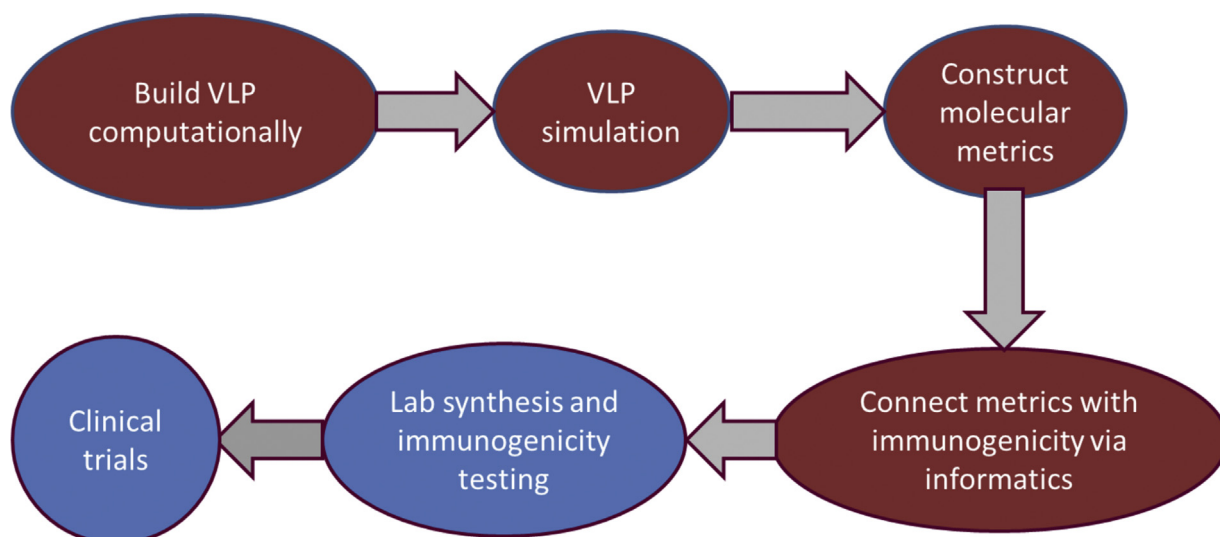 Build VLP
computationally
VLP
simulation
Construct
molecular
metrics
Connect metrics with
immunogenicity via
informatics
Lab synthesis and
immunogenicity
testing
Clinical
trials